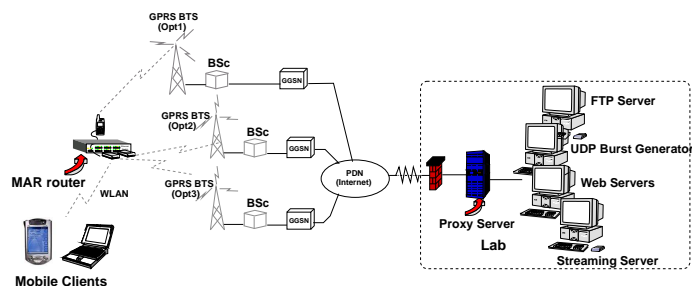 GPRS BTS
(Opt1)
BSc
GGSN
GPRS BTS
(Opt2)
BSc
GGSN
MAR router
WLAN
GPRS BTS
(Opt3)
BSc
GGSN
PDN
(Internet)
Mobile Clients
FTP Server
UDP Burst Generator
Web Servers
Proxy Server
Lab
Streaming Server